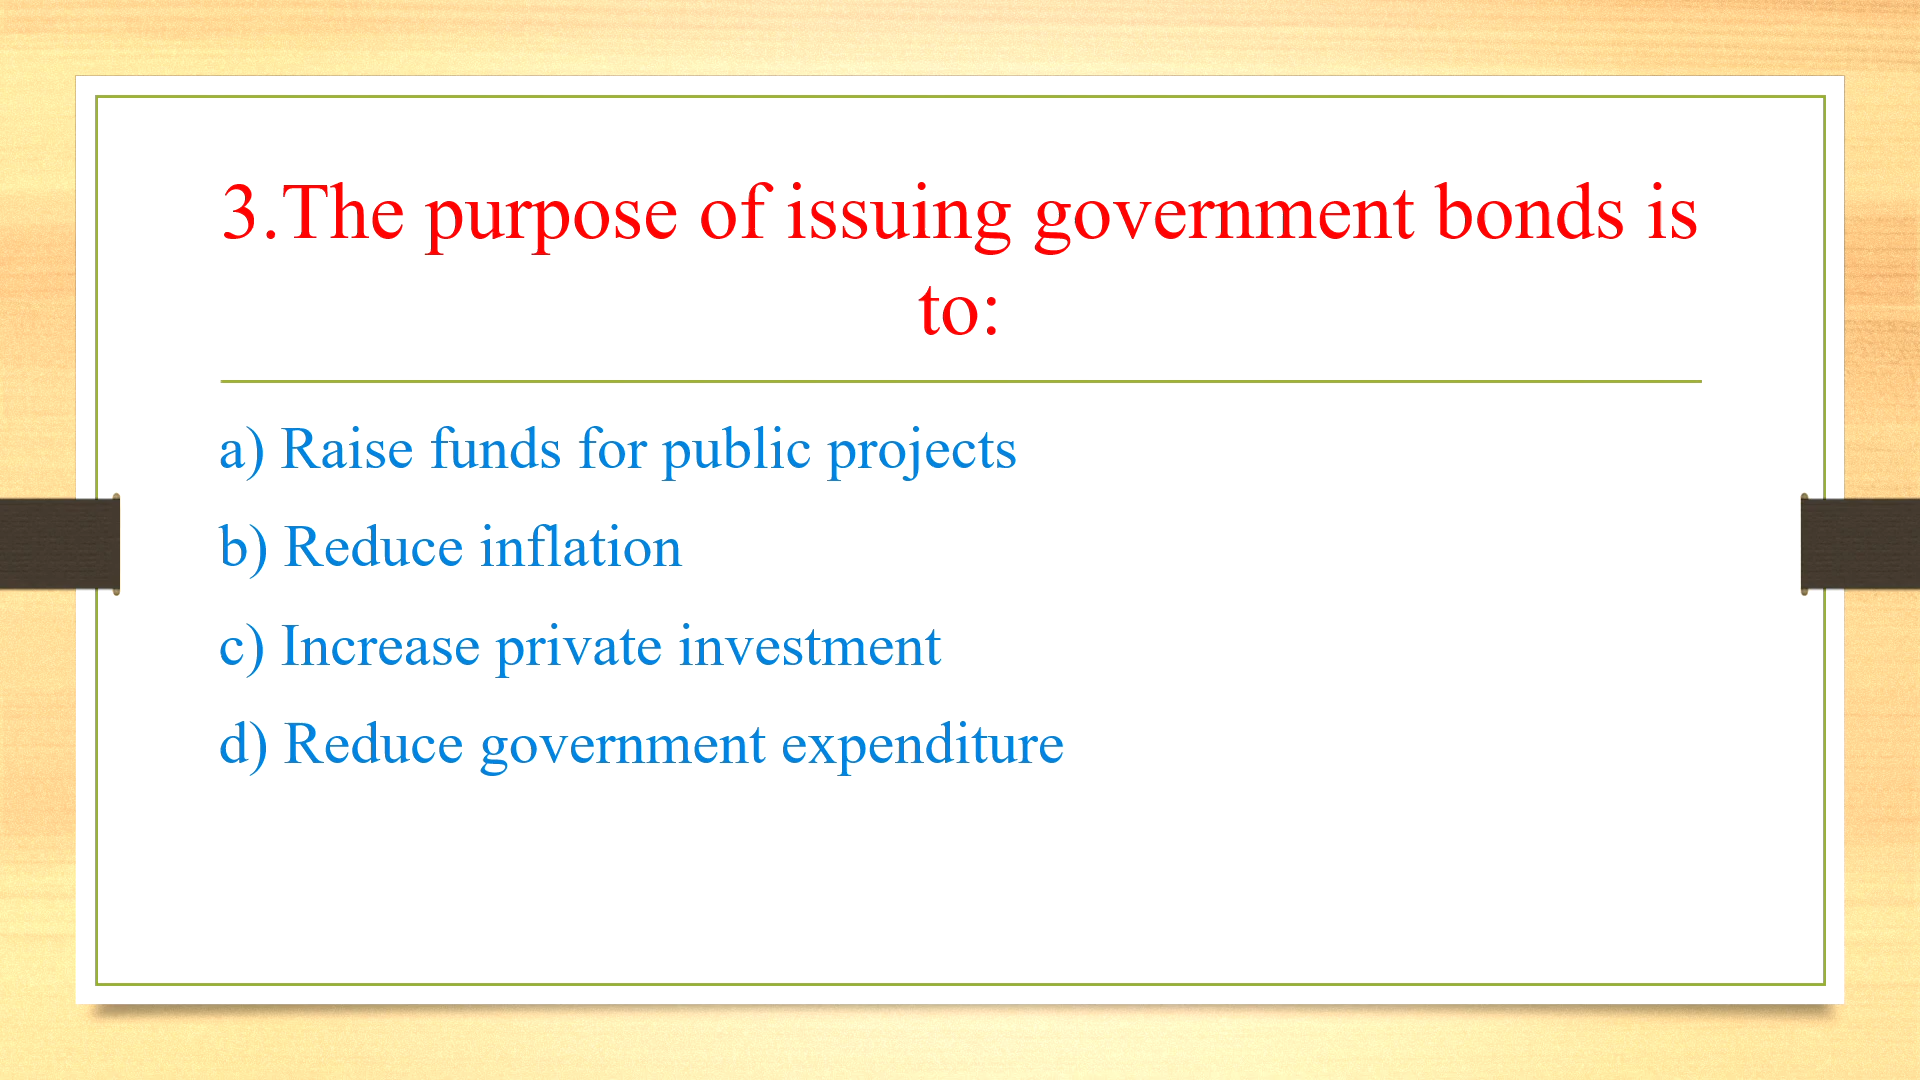 3.The purpose of issuing government bonds is
to:
a) Raise funds for public projects
b) Reduce inflation
c) Increase private investment
d) Reduce government expenditure